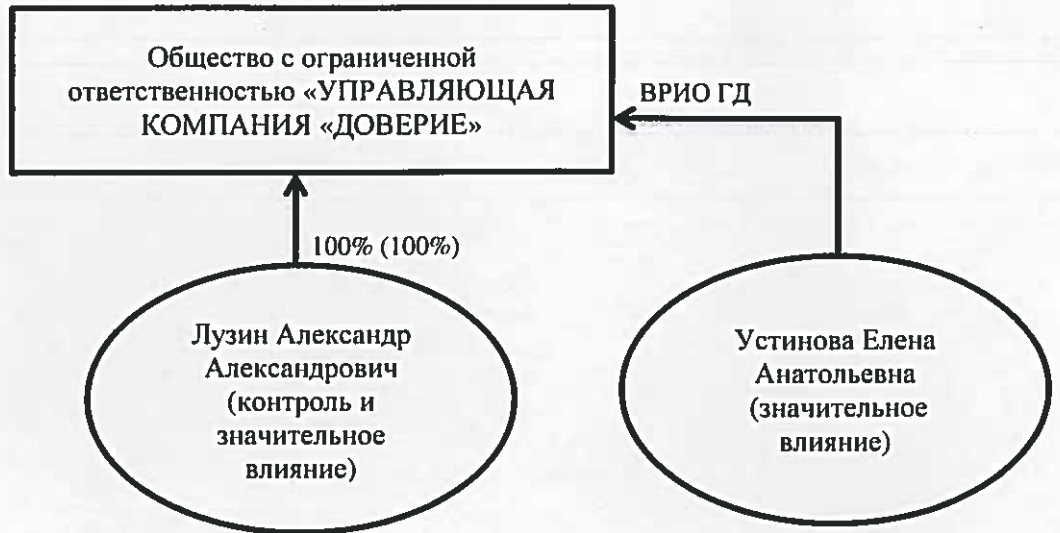 Общество с ограниченной
ответственностью «УПРАВЛЯЮЩАЯ
КОМПАНИЯ «ДОВЕРИЕ»
ВРИО ГД
100% (100%)
Лузин Александр
Александрович
(контроль и
значительное
влияние)
Устинова Елена
Анатольевна
(значительное
влияние)